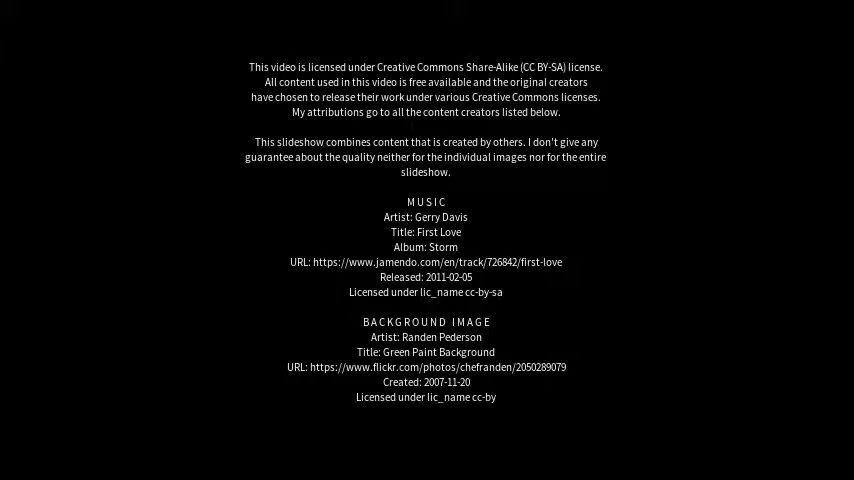 This video is licensed under Creative Commons Share-Alike (CC BY-SA) license.
All content used in this video is free available and the original creators
have chosen to release their work under various Creative Commons licenses.
My attributions go to all the content creators listed below.
This slideshow combines content that is created by others. I don't give any
guarantee about the quality neither for the individual images nor for the entire
slideshow.
MUSIC
Artist: Gerry Davis
Title: First Love
Album: Storm
URL: https://www.jamendo.com/en/track/726842/first-love
Released: 2011-02-05
Licensed under lic_name cc-by-sa
BACKGROUND IMAGE
Artist: Randen Pederson
Title: Green Paint Background
URL: https://www.flickr.com/photos/chefranden/2050289079
Created: 2007-11-20
Licensed under lic_name cc-by